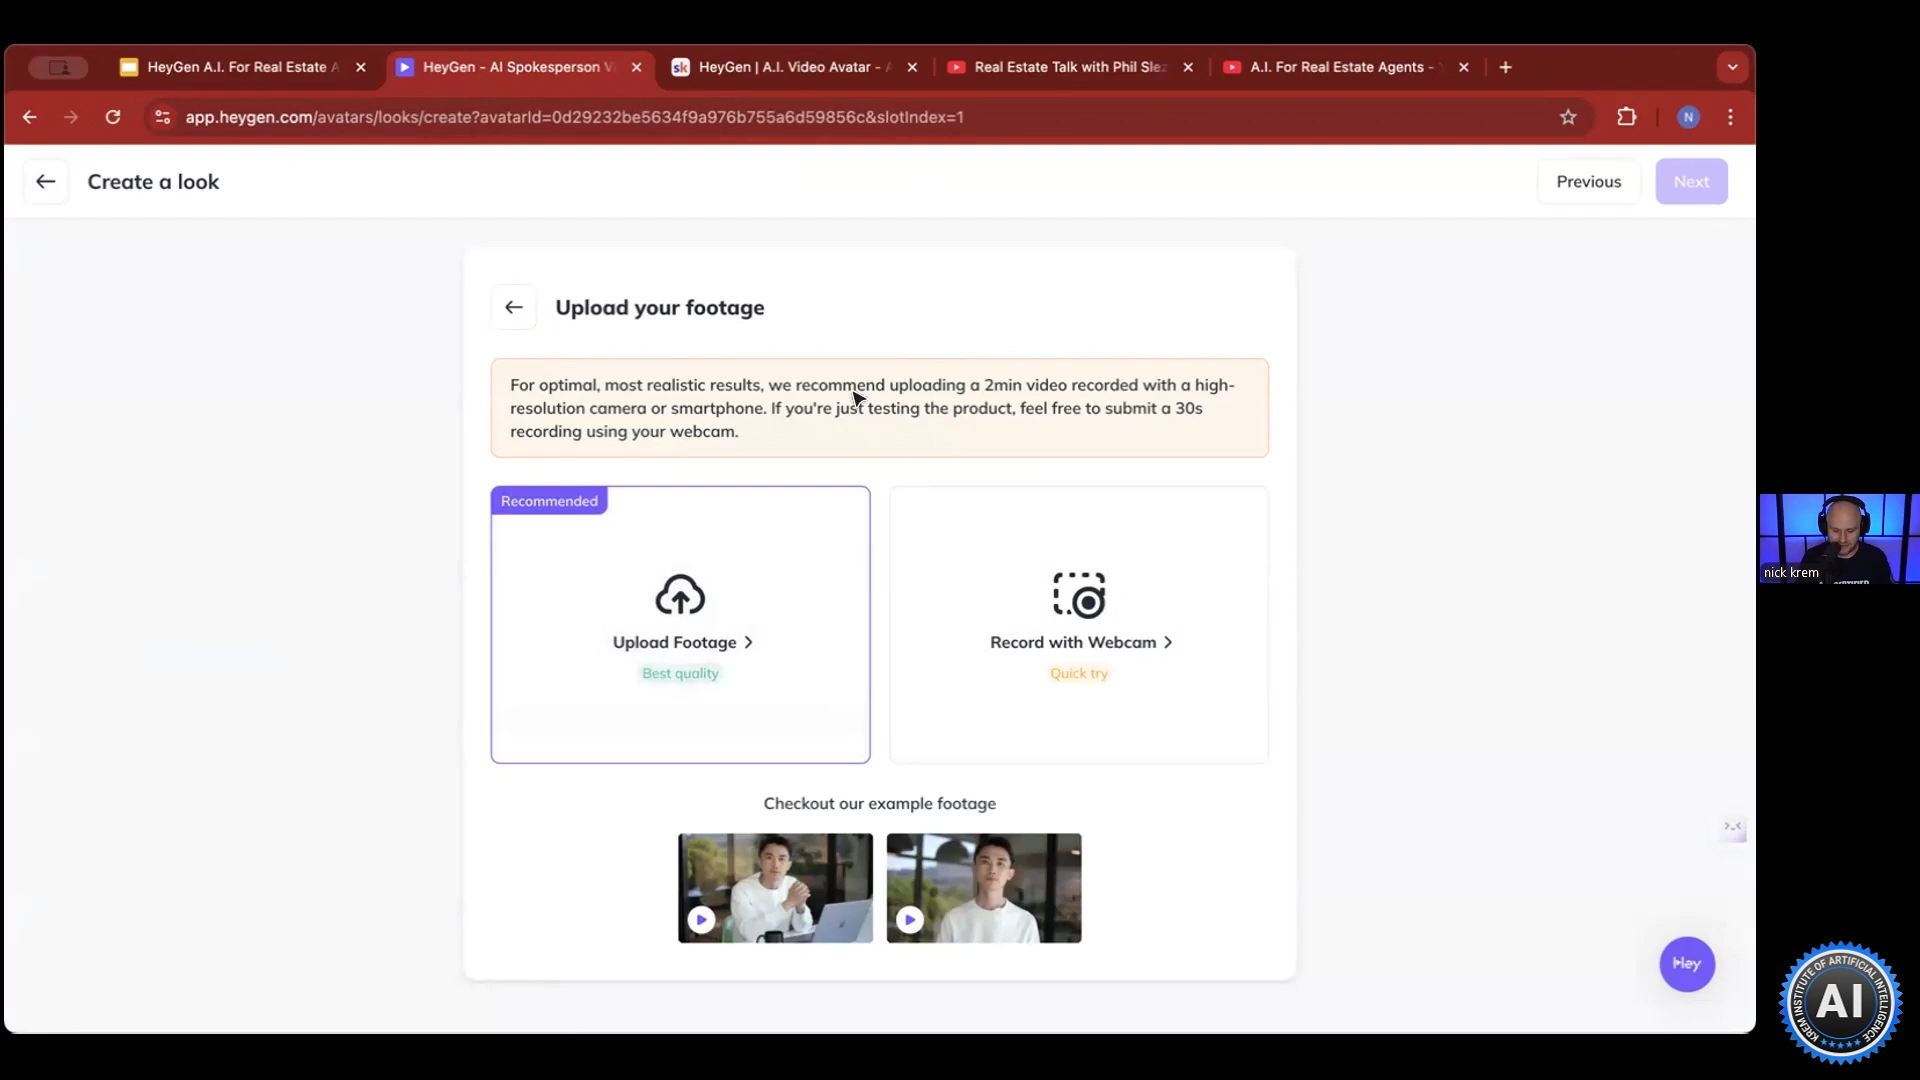 HeyGen A.I. For Real Estate A
HeyGen - AI Spokesperson V
sk
HeyGen | A.I. Video Avatar - A
Real Estate Talk with Phil Slez
A.I. For Real Estate Agents - Y
app.heygen.com/avatars/looks/create?avatarId=0d29232be5634f9a976b755a6d59856c&slotIndex=1
N
Create a look
Previous
Next
Upload your footage
For optimal, most realistic results, we recommend uploading a 2min video recorded with a high-
resolution camera or smartphone. If you're just testing the product, feel free to submit a 30s
recording using your webcam.
Recommended
Upload Footage
Best quality
Record with Webcam
Quick try
Checkout our example footage
nick krem
Hey
KREM INSTITUTE OF ARTIFICIAL INTELLIGENCE
AI